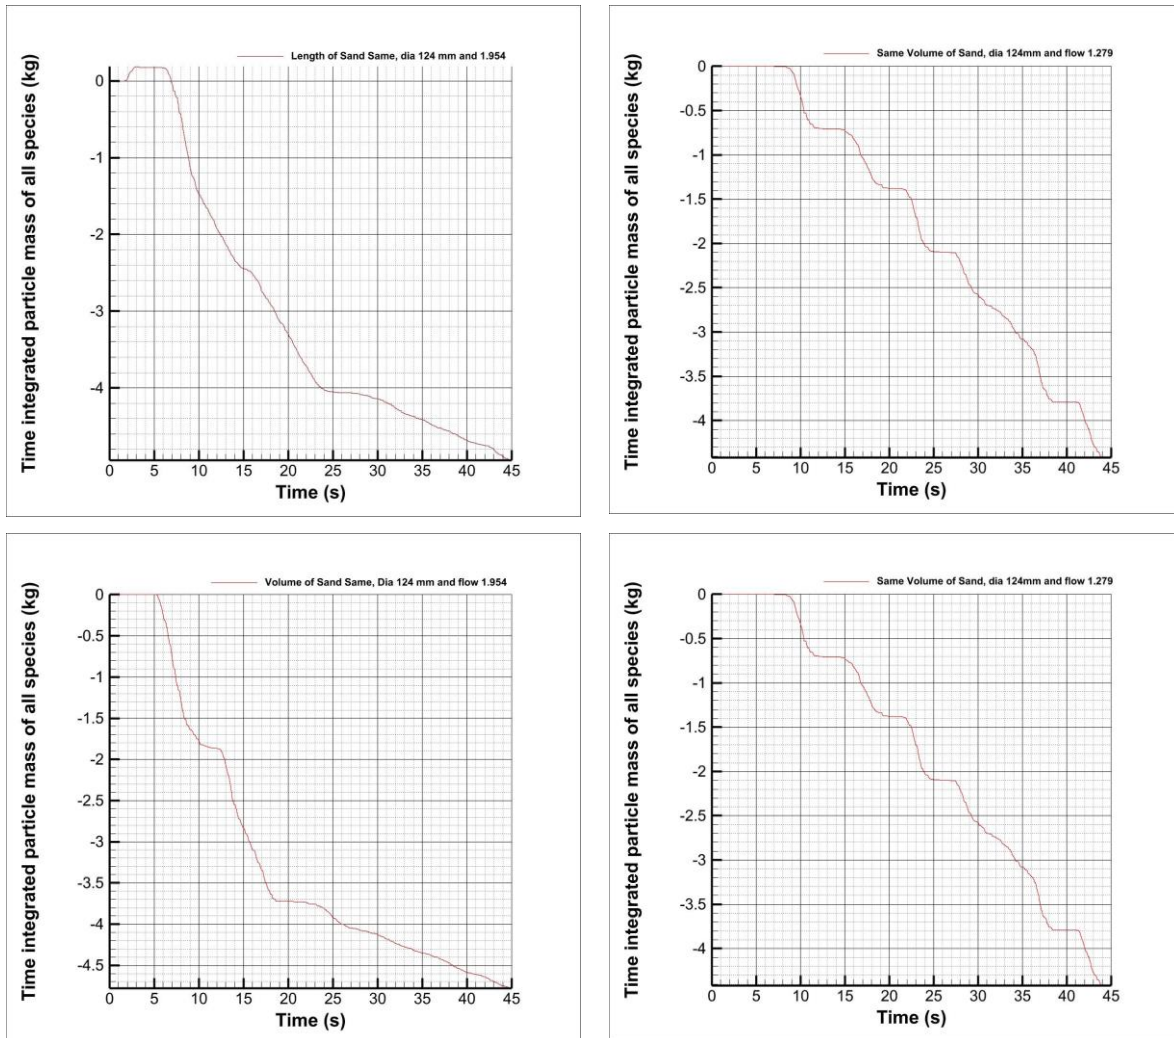 Length of Sand Same, dia 124 mm and 1.954
Time integrated particle mass of all species (kg)
0
-1
-2
-3
-4
0 5 10 15 20 25 30 35 40 45
Time (s)
Same Volume of Sand, dia 124mm and flow 1.279
Time integrated particle mass of all species (kg)
0
-0.5
-1
-1.5
-2
-2.5
-3
-3.5
-4
0 5 10 15 20 25 30 35 40 45
Time (s)
Volume of Sand Same, Dia 124 mm and flow 1.954
Time integrated particle mass of all species (kg)
0
-0.5
-1
-1.5
-2
-2.5
-3
-3.5
-4
-4.5
0 5 10 15 20 25 30 35 40 45
Time (s)
Same Volume of Sand, dia 124mm and flow 1.279
Time integrated particle mass of all species (kg)
0
-0.5
-1
-1.5
-2
-2.5
-3
-3.5
-4
0 5 10 15 20 25 30 35 40 45
Time (s)